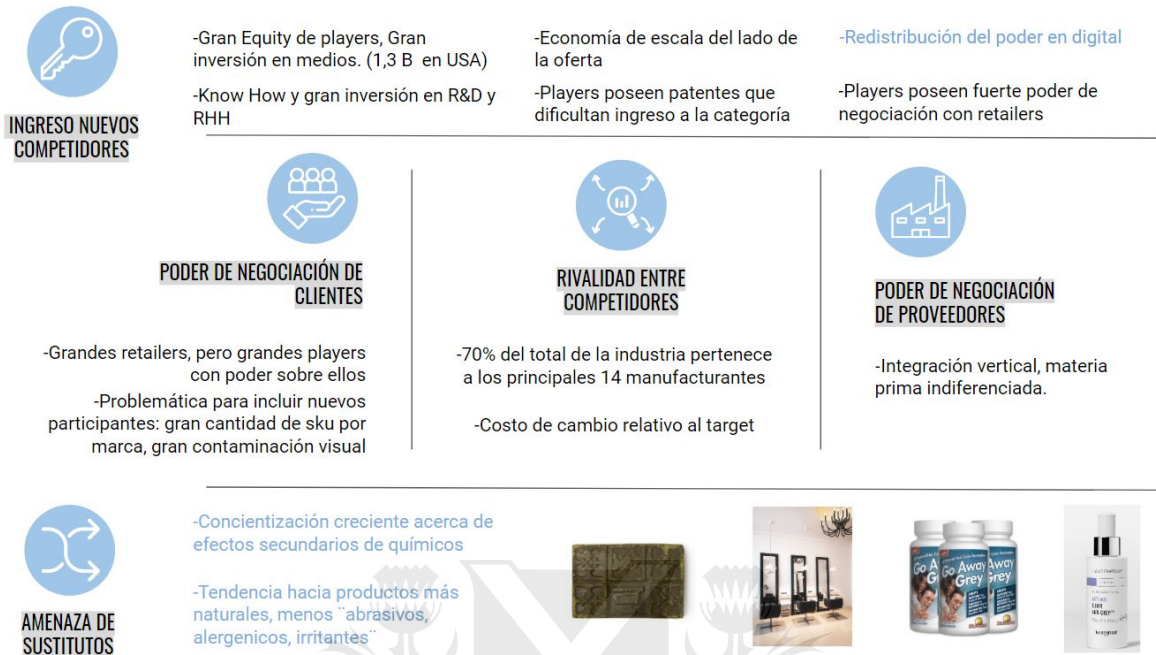 -Gran Equity de players, Gran
inversión en medios. (1,3 B en USA)
-Know How y gran inversión en R&D y
RHH
-Economía de escala del lado de
la oferta
-Players poseen patentes que
dificultan ingreso a la categoría
-Redistribución del poder en digital
-Players poseen fuerte poder de
negociación con retailers
INGRESO NUEVOS
COMPETIDORES
PODER DE NEGOCIACIÓN DE
CLIENTES
-Grandes retailers, pero grandes players
con poder sobre ellos
-Problemática para incluir nuevos
participantes: gran cantidad de sku por
marca, gran contaminación visual
RIVALIDAD ENTRE
COMPETIDORES
-70% del total de la industria pertenece
a los principales 14 manufacturantes
-Costo de cambio relativo al target
PODER DE NEGOCIACIÓN
DE PROVEEDORES
-Integración vertical, materia
prima indiferenciada.
AMENAZA DE
SUSTITUTOS
-Concientización creciente acerca de
efectos secundarios de químicos
-Tendencia hacia productos más
naturales, menos ¨abrasivos,
alergenicos, irritantes¨
Go Away
Grey